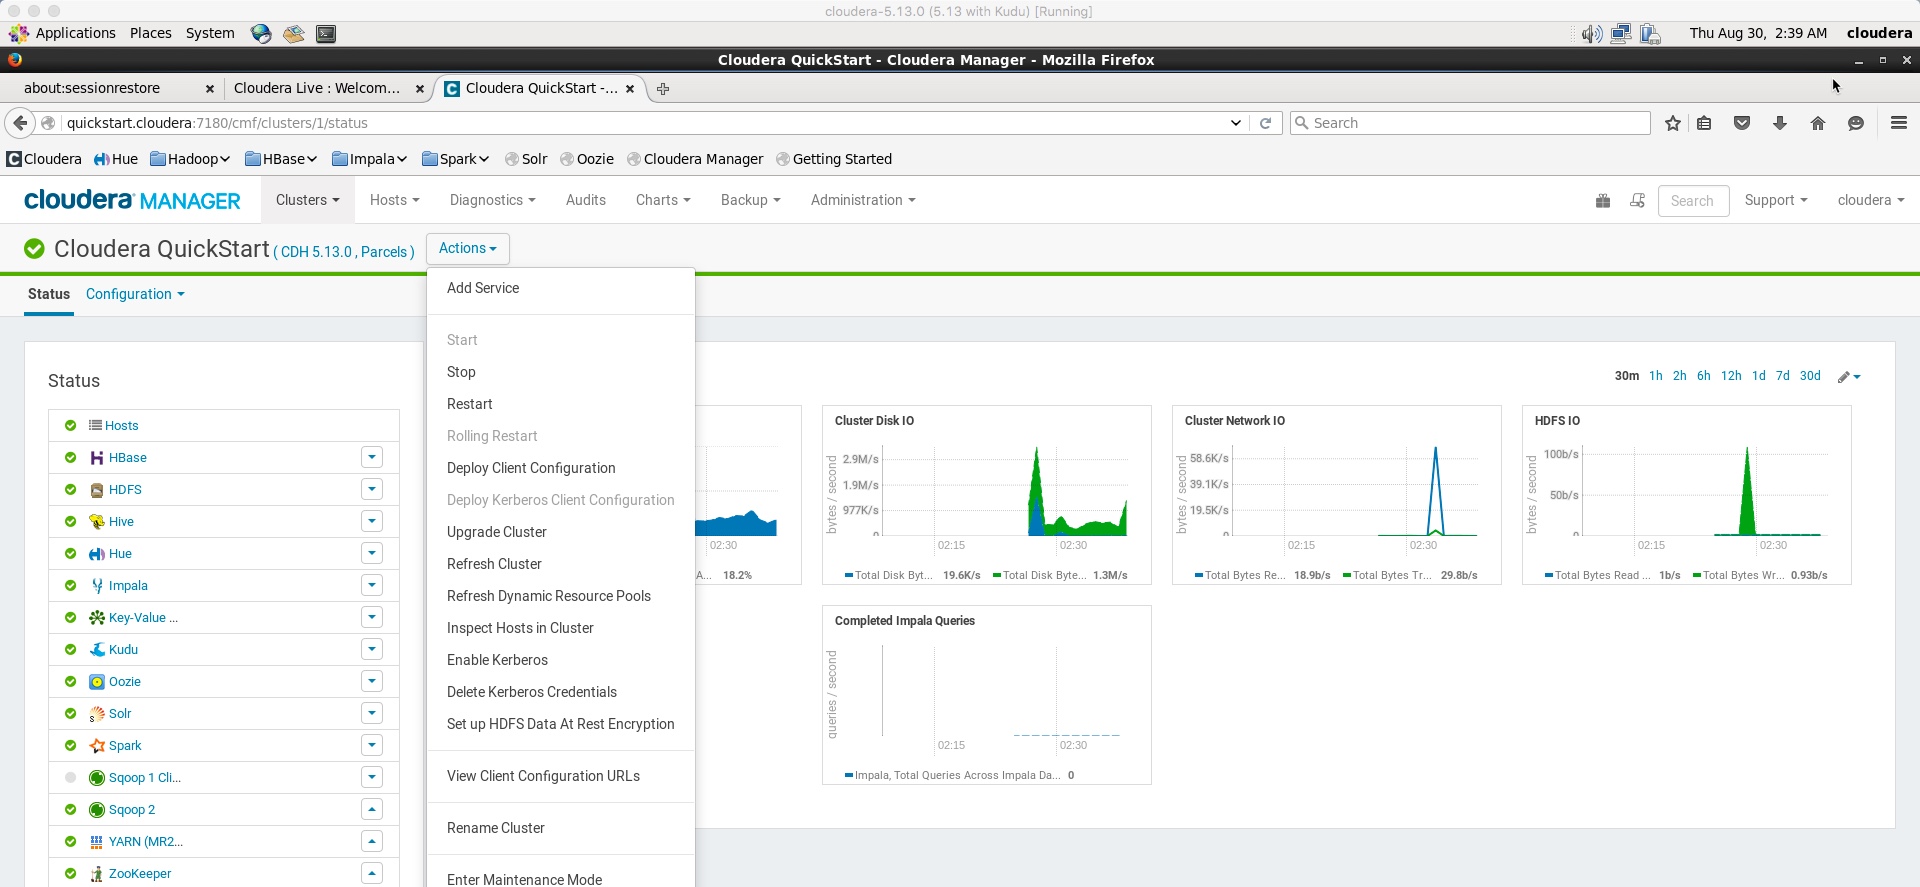 cloudera-5.13.0 (5.13 with Kudu) [Running]
Applications Places System Thu Aug 30, 2:39 AM cloudera
Cloudera QuickStart - Cloudera Manager - Mozilla Firefox
about:sessionrestore Cloudera Live : Welcom... Cloudera QuickStart -...
quickstart.cloudera:7180/cmf/clusters/1/status Search
Cloudera Hue Hadoop HBase Impala Spark Solr Oozie Cloudera Manager Getting Started
cloudera MANAGER Clusters Hosts Diagnostics Audits Charts Backup Administration Search Support cloudera
Cloudera QuickStart ( CDH 5.13.0 , Parcels ) Actions
Status Configuration
Add Service
Start
Stop
Restart
Rolling Restart
Deploy Client Configuration
Deploy Kerberos Client Configuration
Upgrade Cluster
Refresh Cluster
Refresh Dynamic Resource Pools
Inspect Hosts in Cluster
Enable Kerberos
Delete Kerberos Credentials
Set up HDFS Data At Rest Encryption
View Client Configuration URLs
Rename Cluster
Enter Maintenance Mode
Status
Hosts
HBase
HDFS
Hive
Hue
Impala
Key-Value ...
Kudu
Oozie
Solr
Spark
Sqoop 1 Cli...
Sqoop 2
YARN (MR2...
ZooKeeper
30m 1h 2h 6h 12h 1d 7d 30d
02:30
A... 18.2%
Cluster Disk IO
bytes / second
2.9M/s
1.9M/s
977K/s
0
02:15 02:30
Total Disk Byt... 19.6K/s Total Disk Byte... 1.3M/s
Cluster Network IO
bytes / second
58.6K/s
39.1K/s
19.5K/s
0
02:15 02:30
Total Bytes Re... 18.9b/s Total Bytes Tr... 29.8b/s
HDFS IO
bytes / second
100b/s
50b/s
0
02:15 02:30
Total Bytes Read ... 1b/s Total Bytes Wr... 0.93b/s
Completed Impala Queries
queries / second
02:15 02:30
Impala, Total Queries Across Impala Da... 0